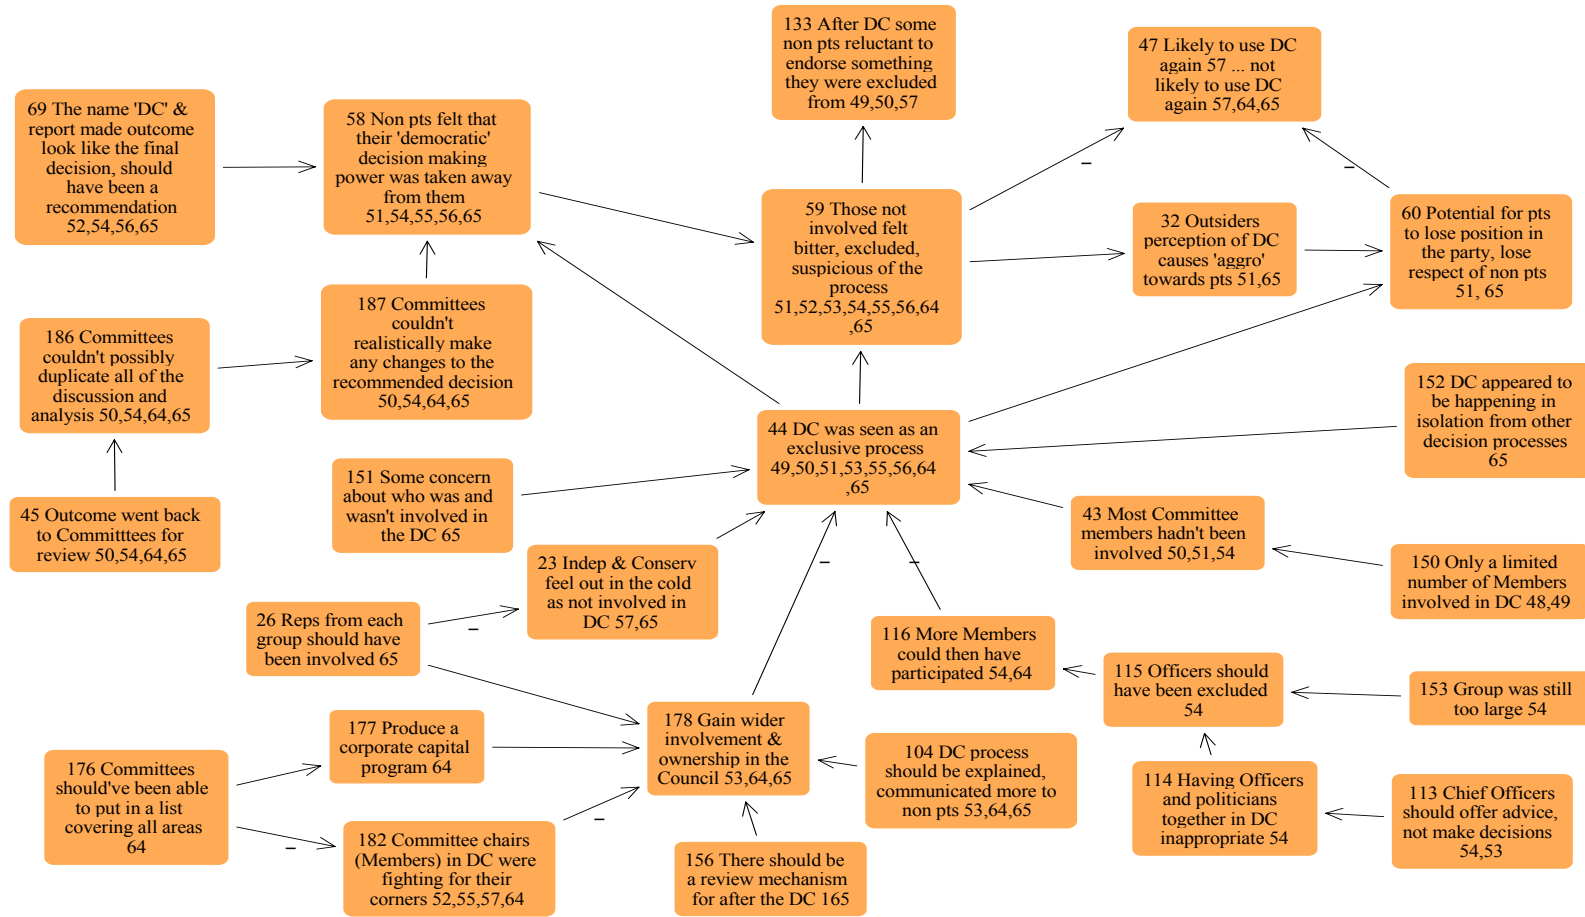 133 After DC some
non pts reluctant to
endorse something
they were excluded
from 49,50,57
47 Likely to use DC
again 57 ... not
likely to use DC
again 57,64,65
69 The name 'DC' &
report made outcome
look like the final
decision, should
have been a
recommendation
52,54,56,65
58 Non pts felt that
their 'democratic'
decision making
power was taken away
from them
51,54,55,56,65
59 Those not
involved felt
bitter, excluded,
suspicious of the
process
51,52,53,54,55,56,64
,65
32 Outsiders
perception of DC
causes 'aggro'
towards pts 51,65
60 Potential for pts
to lose position in
the party, lose
respect of non pts
51, 65
186 Committees
couldn't possibly
duplicate all of the
discussion and
analysis 50,54,64,65
187 Committees
couldn't
realistically make
any changes to the
recommended decision
50,54,64,65
152 DC appeared to
be happening in
isolation from other
decision processes
65
44 DC was seen as an
exclusive process
49,50,51,53,55,56,64
,65
151 Some concern
about who was and
wasn't involved in
the DC 65
45 Outcome went back
to Committtees for
review 50,54,64,65
43 Most Committee
members hadn't been
involved 50,51,54
23 Indep & Conserv
feel out in the cold
as not involved in
DC 57,65
150 Only a limited
number of Members
involved in DC 48,49
26 Reps from each
group should have
been involved 65
116 More Members
could then have
participated 54,64
115 Officers should
have been excluded
54
153 Group was still
too large 54
178 Gain wider
involvement &
ownership in the
Council 53,64,65
177 Produce a
corporate capital
program 64
104 DC process
should be explained,
communicated more to
non pts 53,64,65
176 Committees
should've been able
to put in a list
covering all areas
64
114 Having Officers
and politicians
together in DC
inappropriate 54
113 Chief Officers
should offer advice,
not make decisions
54,53
182 Committee chairs
(Members) in DC were
fighting for their
corners 52,55,57,64
156 There should be
a review mechanism
for after the DC 165